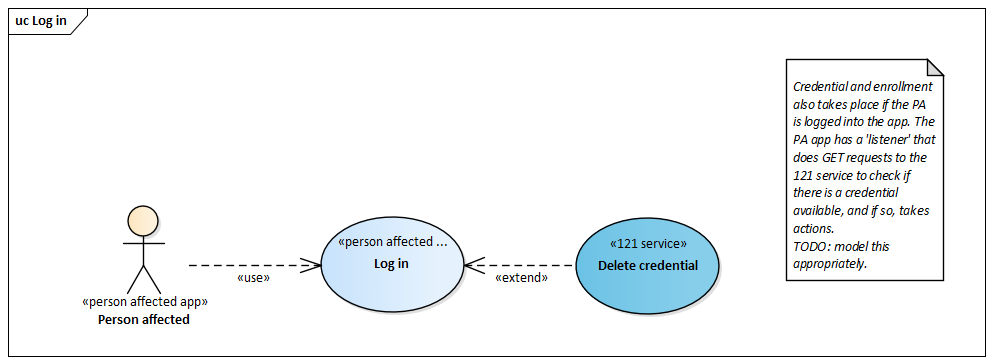 uc Log in
Credential and enrollment
also takes place if the PA
is logged into the app. The
PA app has a 'listener' that
does GET requests to the
121 service to check if
there is a credential
available, and if so, takes
actions.
TODO: model this
appropriately.
«person affected app»
Person affected
«use»
«person affected ...
Log in
«extend»
«121 service»
Delete credential